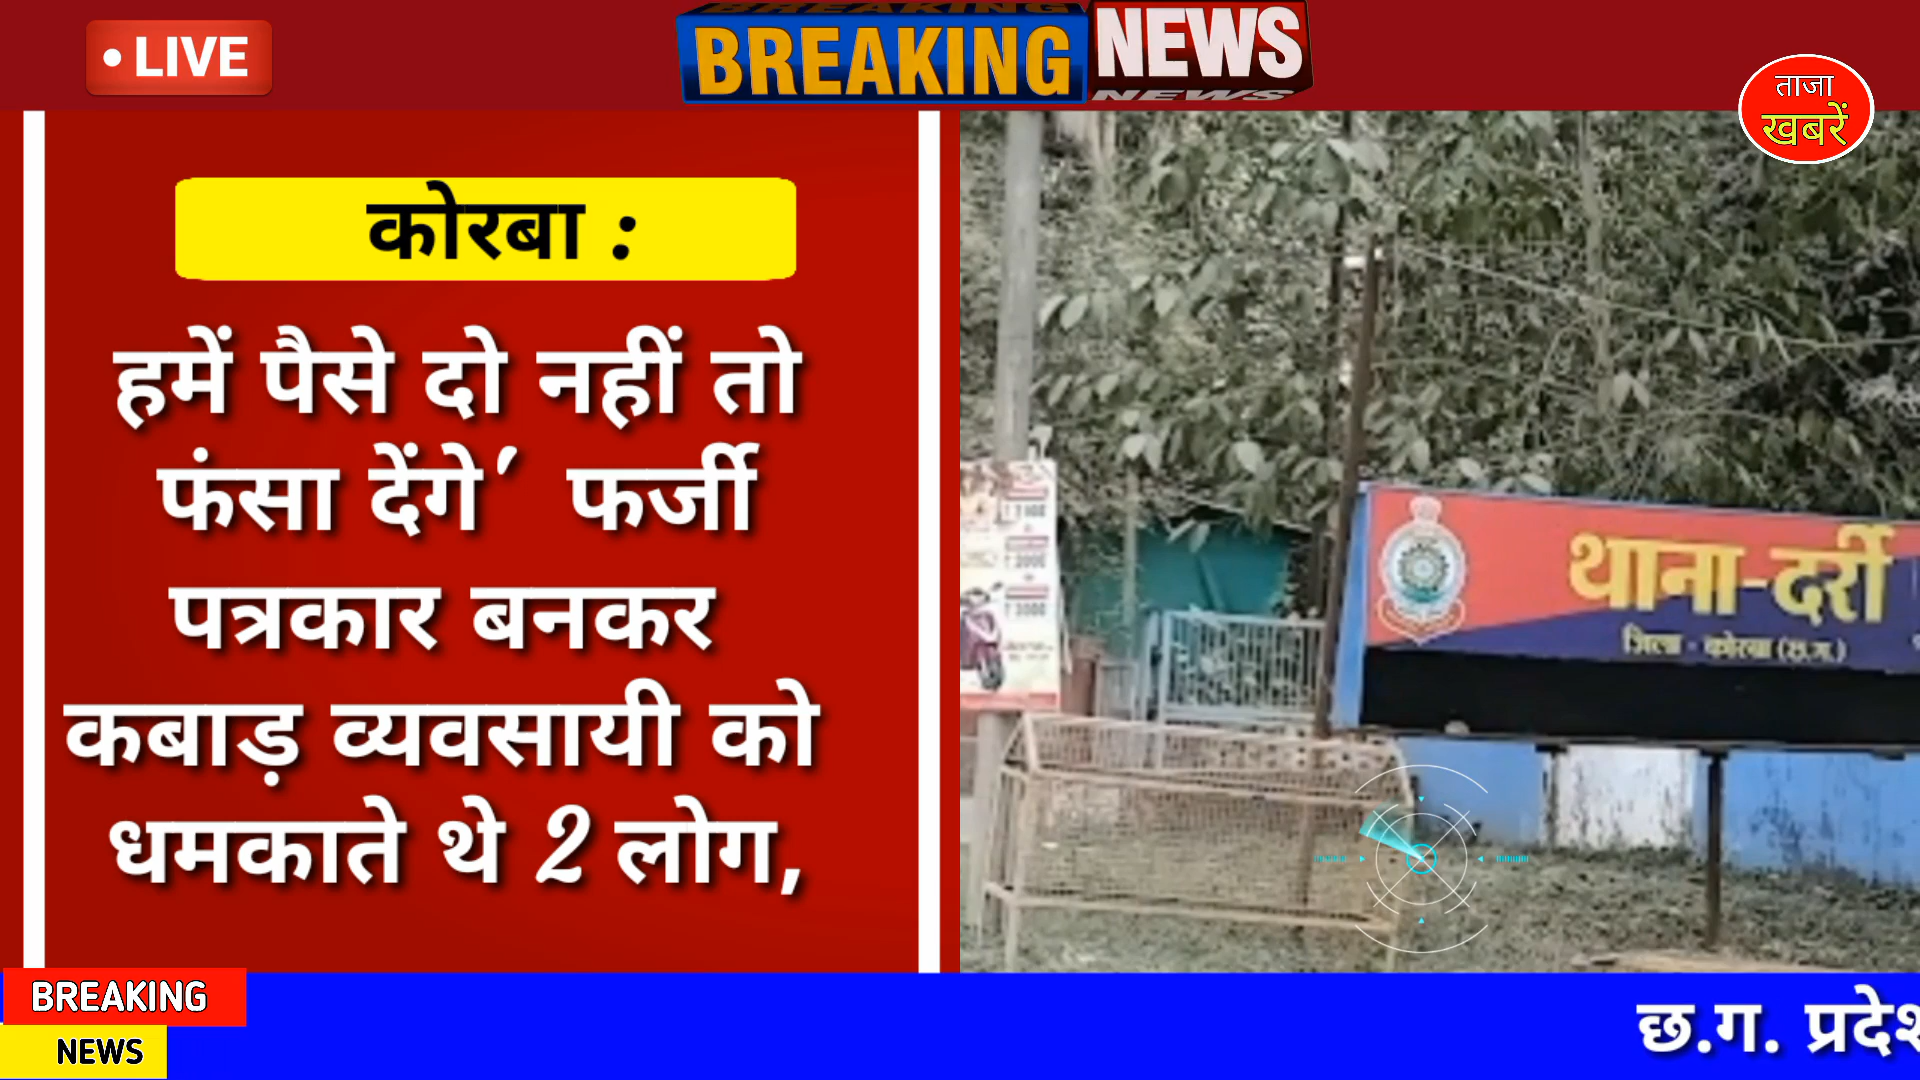 • LIVE
BREAKING NEWS
ताजा
खबरें
कोरबा :
हमें पैसे दो नहीं तो
फंसा देंगे' फर्जी
पत्रकार बनकर
कबाड़ व्यवसायी को
धमकाते थे 2 लोग,
थाना-दर्री
जिला - कोरबा (छ.ग.)
BREAKING
NEWS
छ.ग.